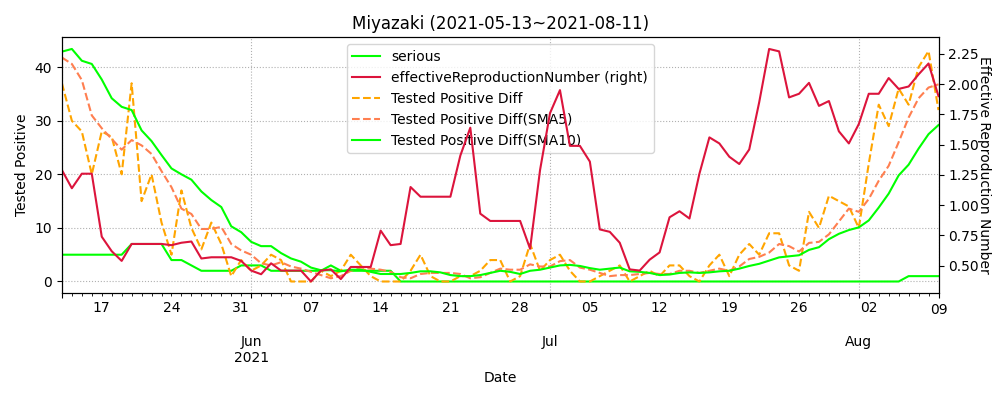 Miyazaki (2021-05-13~2021-08-11)
serious
effectiveReproductionNumber (right)
Tested Positive Diff
Tested Positive Diff(SMA5)
Tested Positive Diff(SMA10)
Tested Positive
40
30
20
10
0
2.25
2.00
1.75
1.50
1.25
1.00
0.75
0.50
Effective Reproduction Number
17 24 31 07 14 21 28 05 12 19 26 02 09
Jun Jul Aug
2021
Date